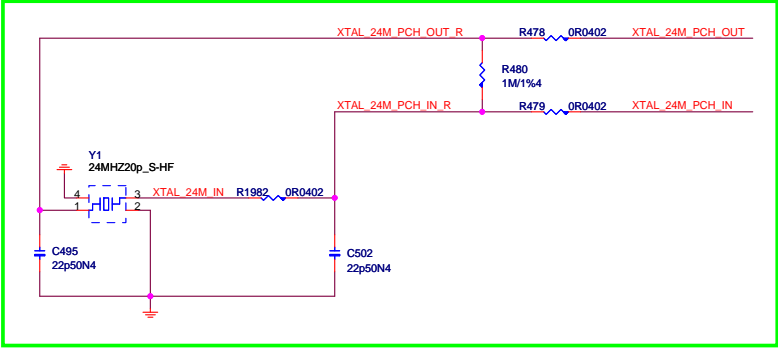 XTAL_24M_PCH_OUT_R R478 0R0402 XTAL_24M_PCH_OUT
R480
1M/1%4
XTAL_24M_PCH_IN_R R479 0R0402 XTAL_24M_PCH_IN
Y1
24MHZ20p_S-HF
4 3 XTAL_24M_IN R1982 0R0402
1 2
C495
22p50N4
C502
22p50N4